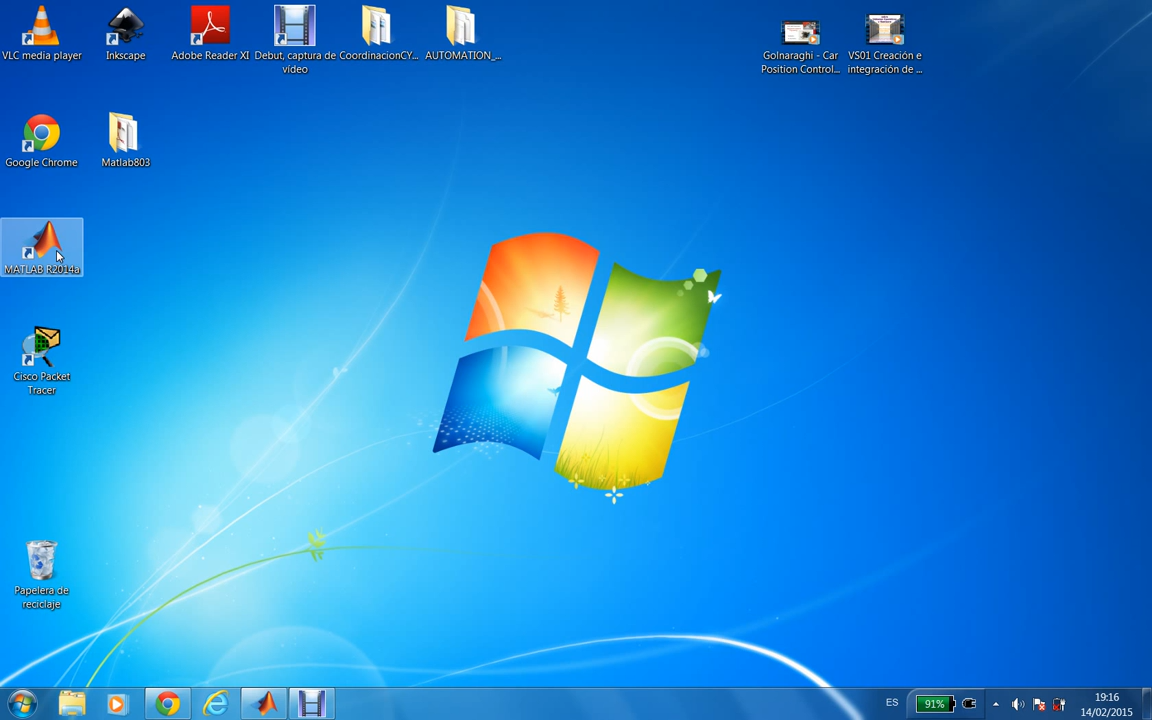 VLC media player
Inkscape
Adobe Reader XI
Debut, captura de
vídeo
CoordinacionCY...
AUTOMATION_...
Golnaraghi - Car
Position Control...
VS01 Creación e
integración de ...
Google Chrome
Matlab803
MATLAB R2014a
Cisco Packet
Tracer
Papelera de
reciclaje
ES
91%
19:16
14/02/2015